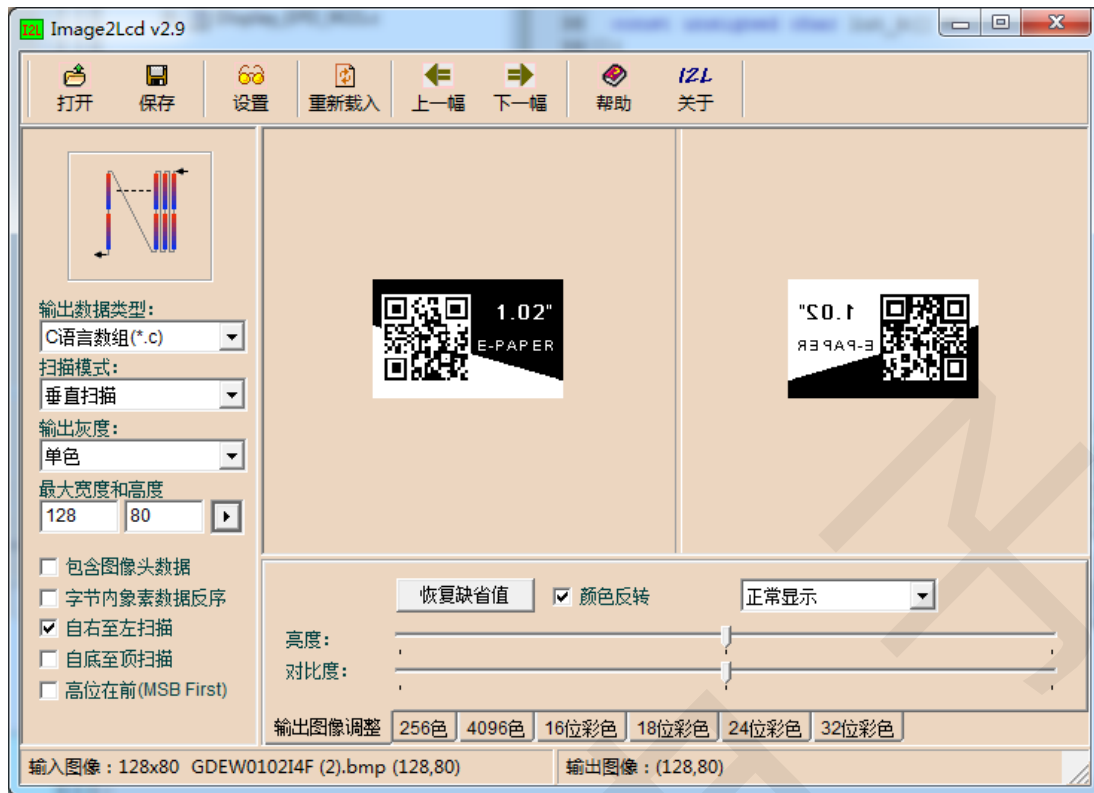 I2L Image2Lcd v2.9
打开 保存 设置 重新载入 上一幅 下一幅 帮助 I2L 关于
输出数据类型:
C语言数组(*.c)
扫描模式:
垂直扫描
输出灰度:
单色
最大宽度和高度
128 80
包含图像头数据
字节内象素数据反序
自右至左扫描
自底至顶扫描
高位在前(MSB First)
1.02"
E-PAPER
1.02"
E-PAPER
恢复缺省值 颜色反转 正常显示
亮度:
对比度:
输出图像调整 256色 4096色 16位彩色 18位彩色 24位彩色 32位彩色
输入图像：128x80 GDEW0102I4F (2).bmp (128,80) 输出图像：(128,80)